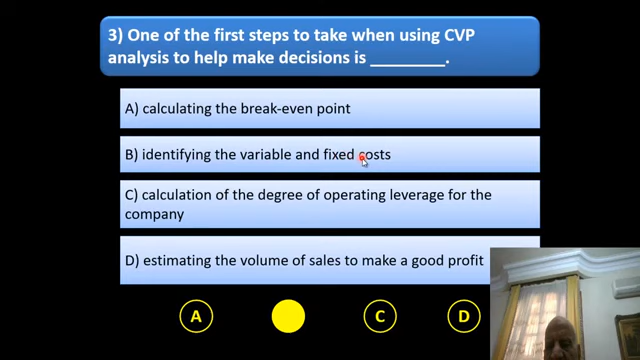 3) One of the first steps to take when using CVP
analysis to help make decisions is ________.
A) calculating the break-even point
B) identifying the variable and fixed costs
C) calculation of the degree of operating leverage for the
company
D) estimating the volume of sales to make a good profit
A
C
D